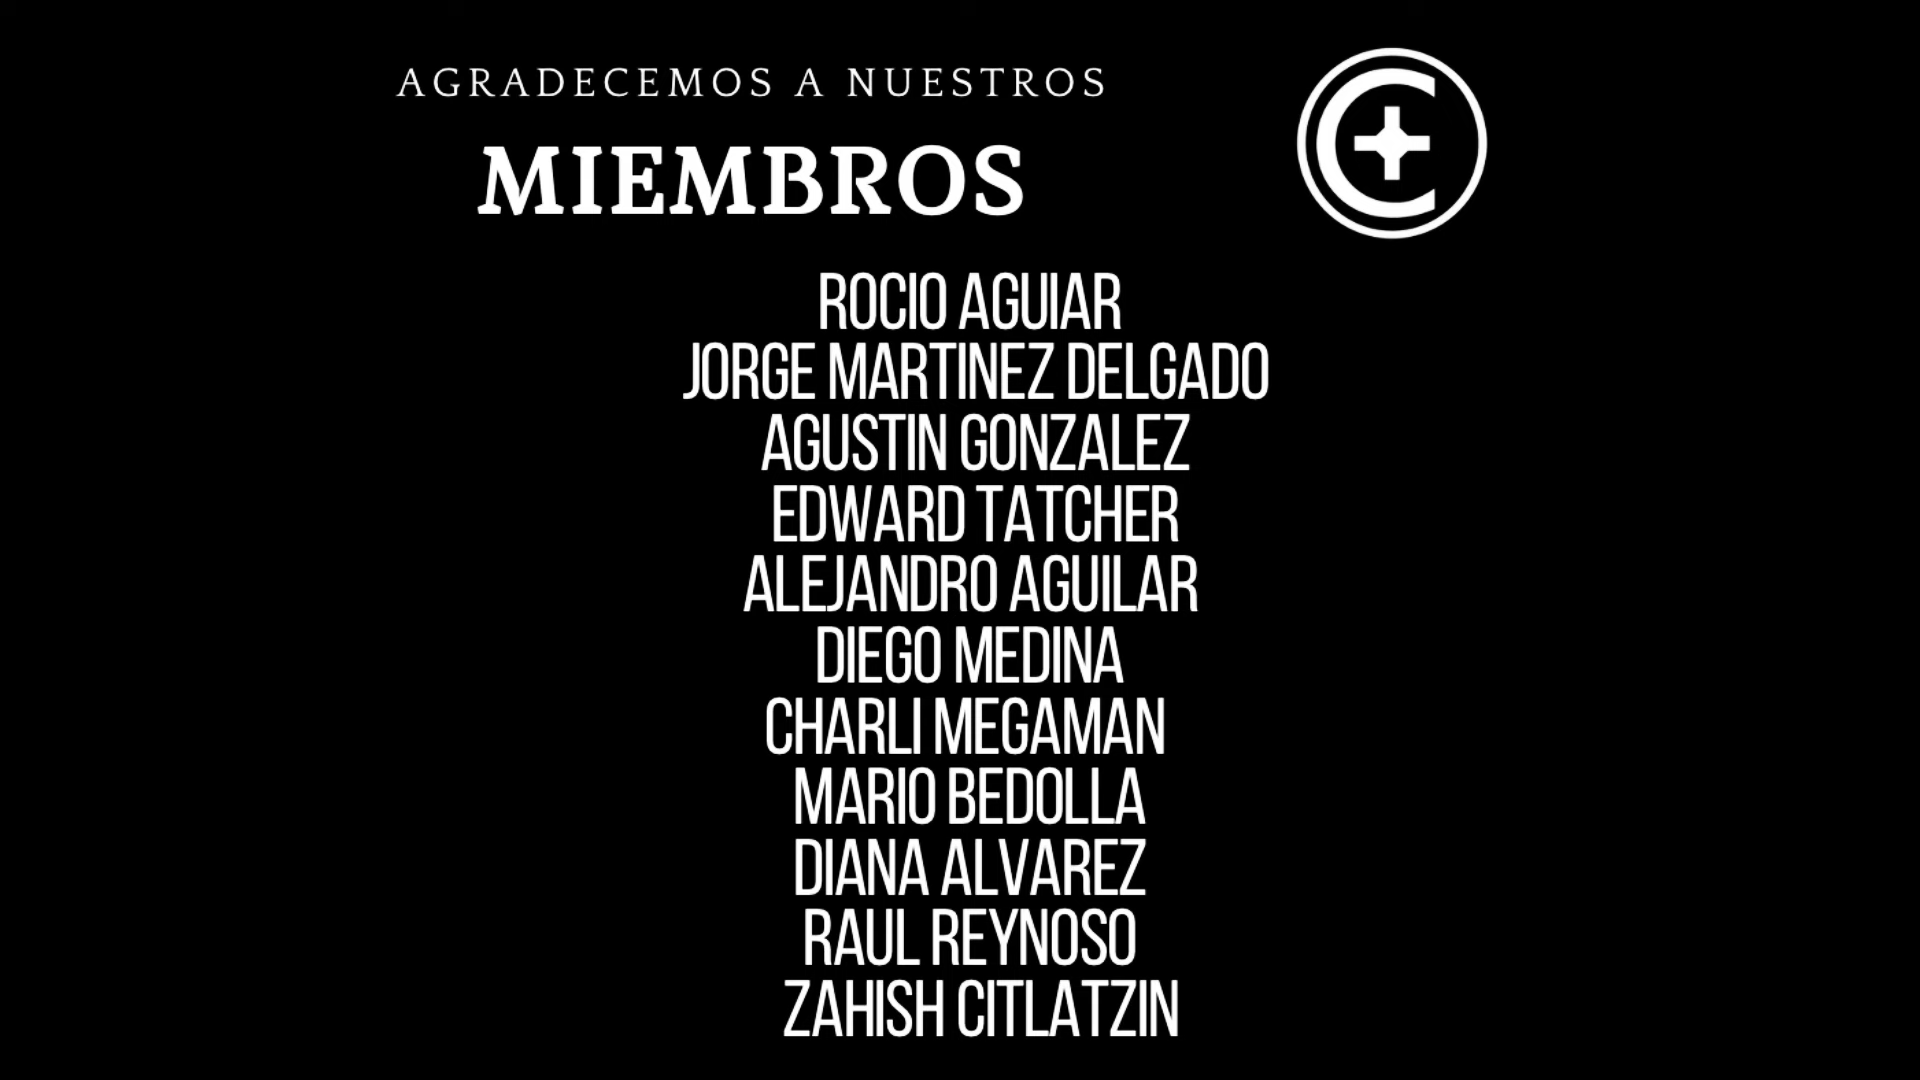 AGRADECEMOS A NUESTROS
MIEMBROS
ROCIO AGUIAR
JORGE MARTINEZ DELGADO
AGUSTIN GONZALEZ
EDWARD TATCHER
ALEJANDRO AGUILAR
DIEGO MEDINA
CHARLI MEGAMAN
MARIO BEDOLLA
DIANA ALVAREZ
RAUL REYNOSO
ZAHISH CITLATZIN